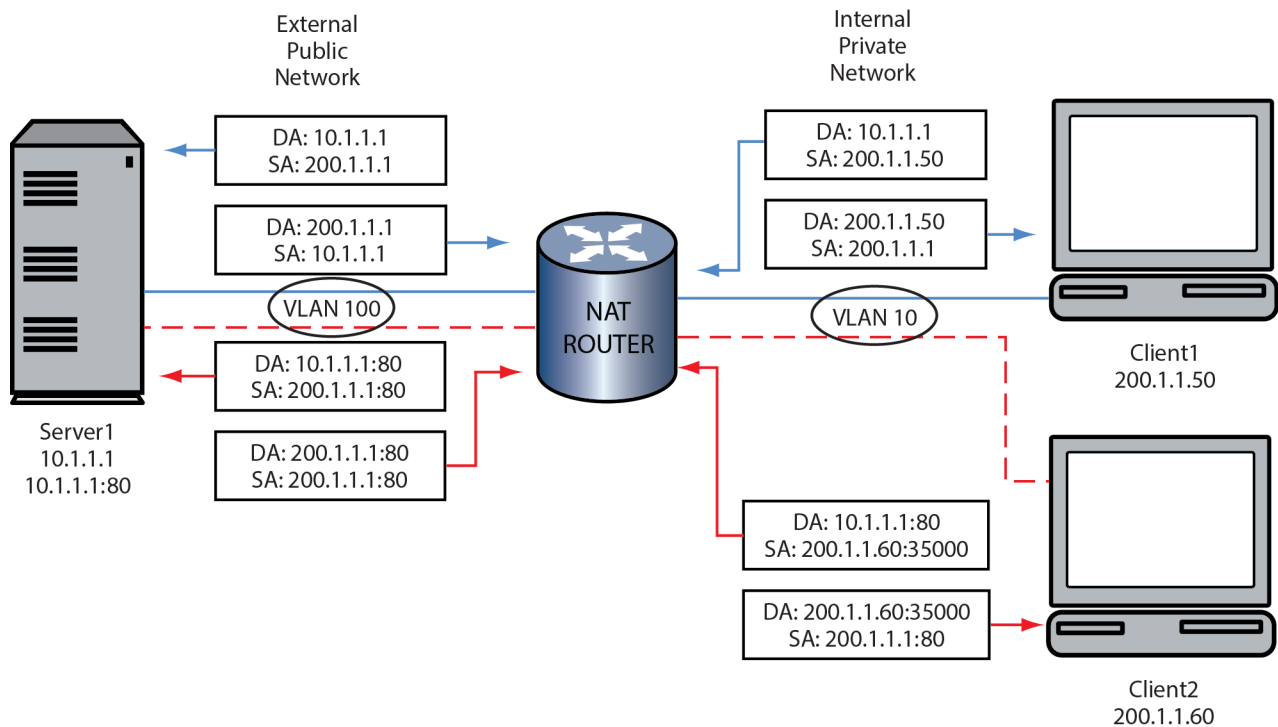 External
Public
Network
Internal
Private
Network
DA: 10.1.1.1
SA: 200.1.1.1
DA: 200.1.1.1
SA: 10.1.1.1
DA: 10.1.1.1
SA: 200.1.1.50
DA: 200.1.1.50
SA: 200.1.1.1
VLAN 100
NAT
ROUTER
VLAN 10
DA: 10.1.1.1:80
SA: 200.1.1.1:80
DA: 200.1.1.1:80
SA: 200.1.1.1:80
Server1
10.1.1.1
10.1.1.1:80
Client1
200.1.1.50
DA: 10.1.1.1:80
SA: 200.1.1.60:35000
DA: 200.1.1.60:35000
SA: 200.1.1.1:80
Client2
200.1.1.60